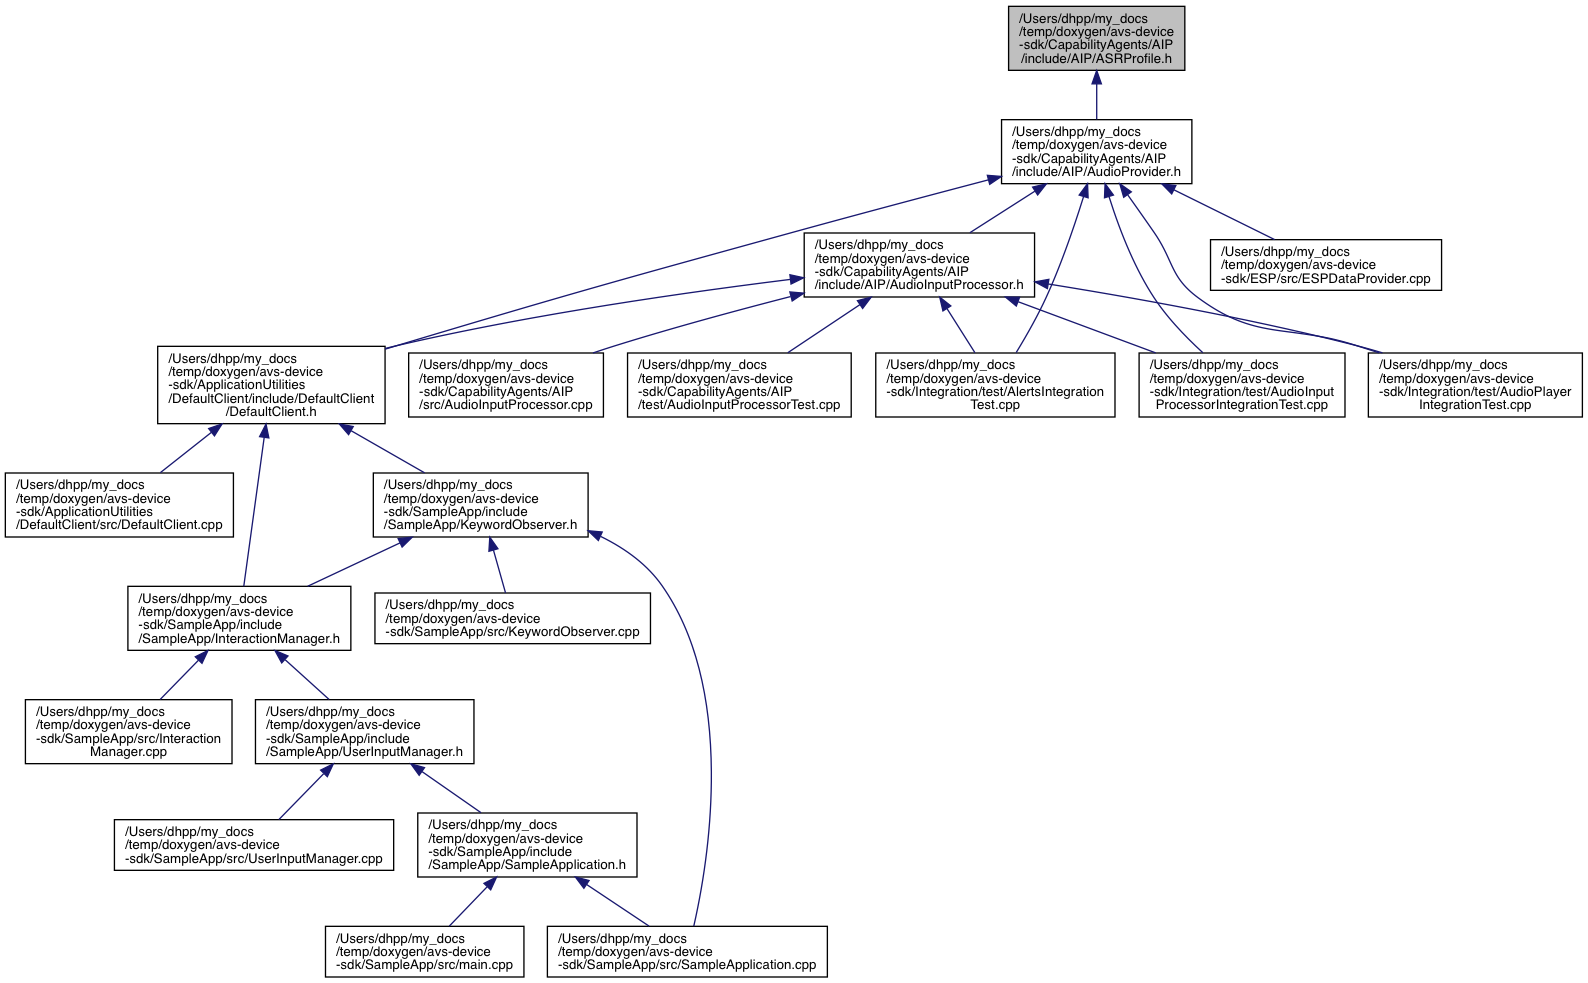 /Users/dhpp/my_docs
/temp/doxygen/avs-device
-sdk/CapabilityAgents/AIP
/include/AIP/ASRProfile.h
/Users/dhpp/my_docs
/temp/doxygen/avs-device
-sdk/CapabilityAgents/AIP
/include/AIP/AudioProvider.h
/Users/dhpp/my_docs
/temp/doxygen/avs-device
-sdk/CapabilityAgents/AIP
/include/AIP/AudioInputProcessor.h
/Users/dhpp/my_docs
/temp/doxygen/avs-device
-sdk/ESP/src/ESPDataProvider.cpp
/Users/dhpp/my_docs
/temp/doxygen/avs-device
-sdk/ApplicationUtilities
/DefaultClient/include/DefaultClient
/DefaultClient.h
/Users/dhpp/my_docs
/temp/doxygen/avs-device
-sdk/CapabilityAgents/AIP
/src/AudioInputProcessor.cpp
/Users/dhpp/my_docs
/temp/doxygen/avs-device
-sdk/CapabilityAgents/AIP
/test/AudioInputProcessorTest.cpp
/Users/dhpp/my_docs
/temp/doxygen/avs-device
-sdk/Integration/test/AlertsIntegration
Test.cpp
/Users/dhpp/my_docs
/temp/doxygen/avs-device
-sdk/Integration/test/AudioInput
ProcessorIntegrationTest.cpp
/Users/dhpp/my_docs
/temp/doxygen/avs-device
-sdk/Integration/test/AudioPlayer
IntegrationTest.cpp
/Users/dhpp/my_docs
/temp/doxygen/avs-device
-sdk/ApplicationUtilities
/DefaultClient/src/DefaultClient.cpp
/Users/dhpp/my_docs
/temp/doxygen/avs-device
-sdk/SampleApp/include
/SampleApp/KeywordObserver.h
/Users/dhpp/my_docs
/temp/doxygen/avs-device
-sdk/SampleApp/include
/SampleApp/InteractionManager.h
/Users/dhpp/my_docs
/temp/doxygen/avs-device
-sdk/SampleApp/src/KeywordObserver.cpp
/Users/dhpp/my_docs
/temp/doxygen/avs-device
-sdk/SampleApp/src/Interaction
Manager.cpp
/Users/dhpp/my_docs
/temp/doxygen/avs-device
-sdk/SampleApp/include
/SampleApp/UserInputManager.h
/Users/dhpp/my_docs
/temp/doxygen/avs-device
-sdk/SampleApp/src/UserInputManager.cpp
/Users/dhpp/my_docs
/temp/doxygen/avs-device
-sdk/SampleApp/include
/SampleApp/SampleApplication.h
/Users/dhpp/my_docs
/temp/doxygen/avs-device
-sdk/SampleApp/src/main.cpp
/Users/dhpp/my_docs
/temp/doxygen/avs-device
-sdk/SampleApp/src/SampleApplication.cpp